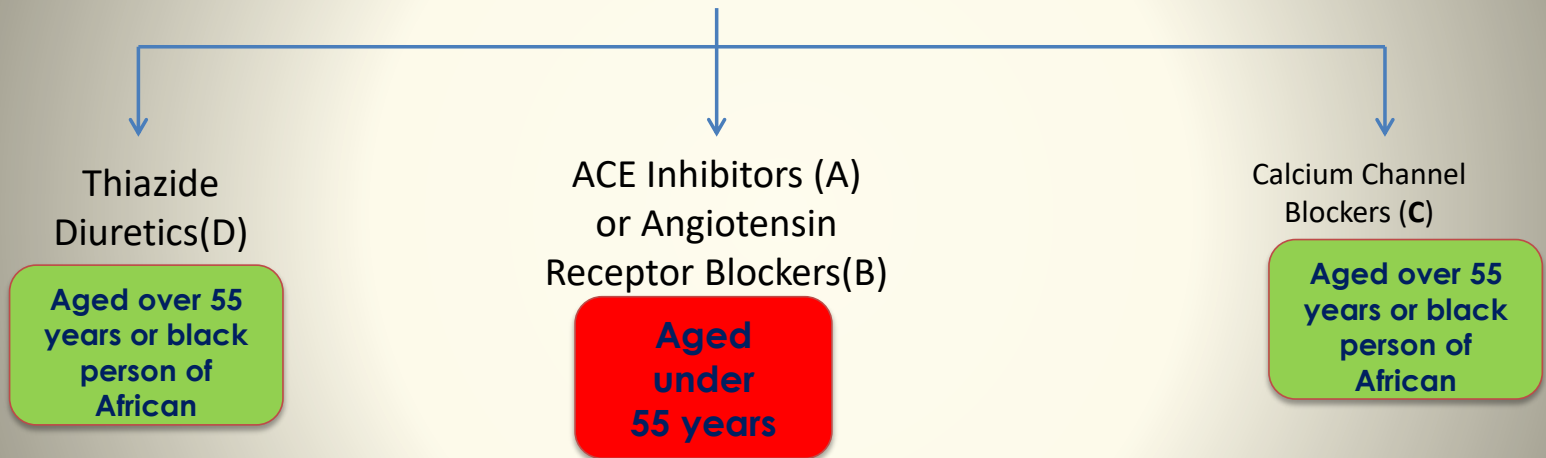 Thiazide
Diuretics(D)
Aged over 55
years or black
person of
African
ACE Inhibitors (A)
or Angiotensin
Receptor Blockers(B)
Aged
under
55 years
Calcium Channel
Blockers (C)
Aged over 55
years or black
person of
African